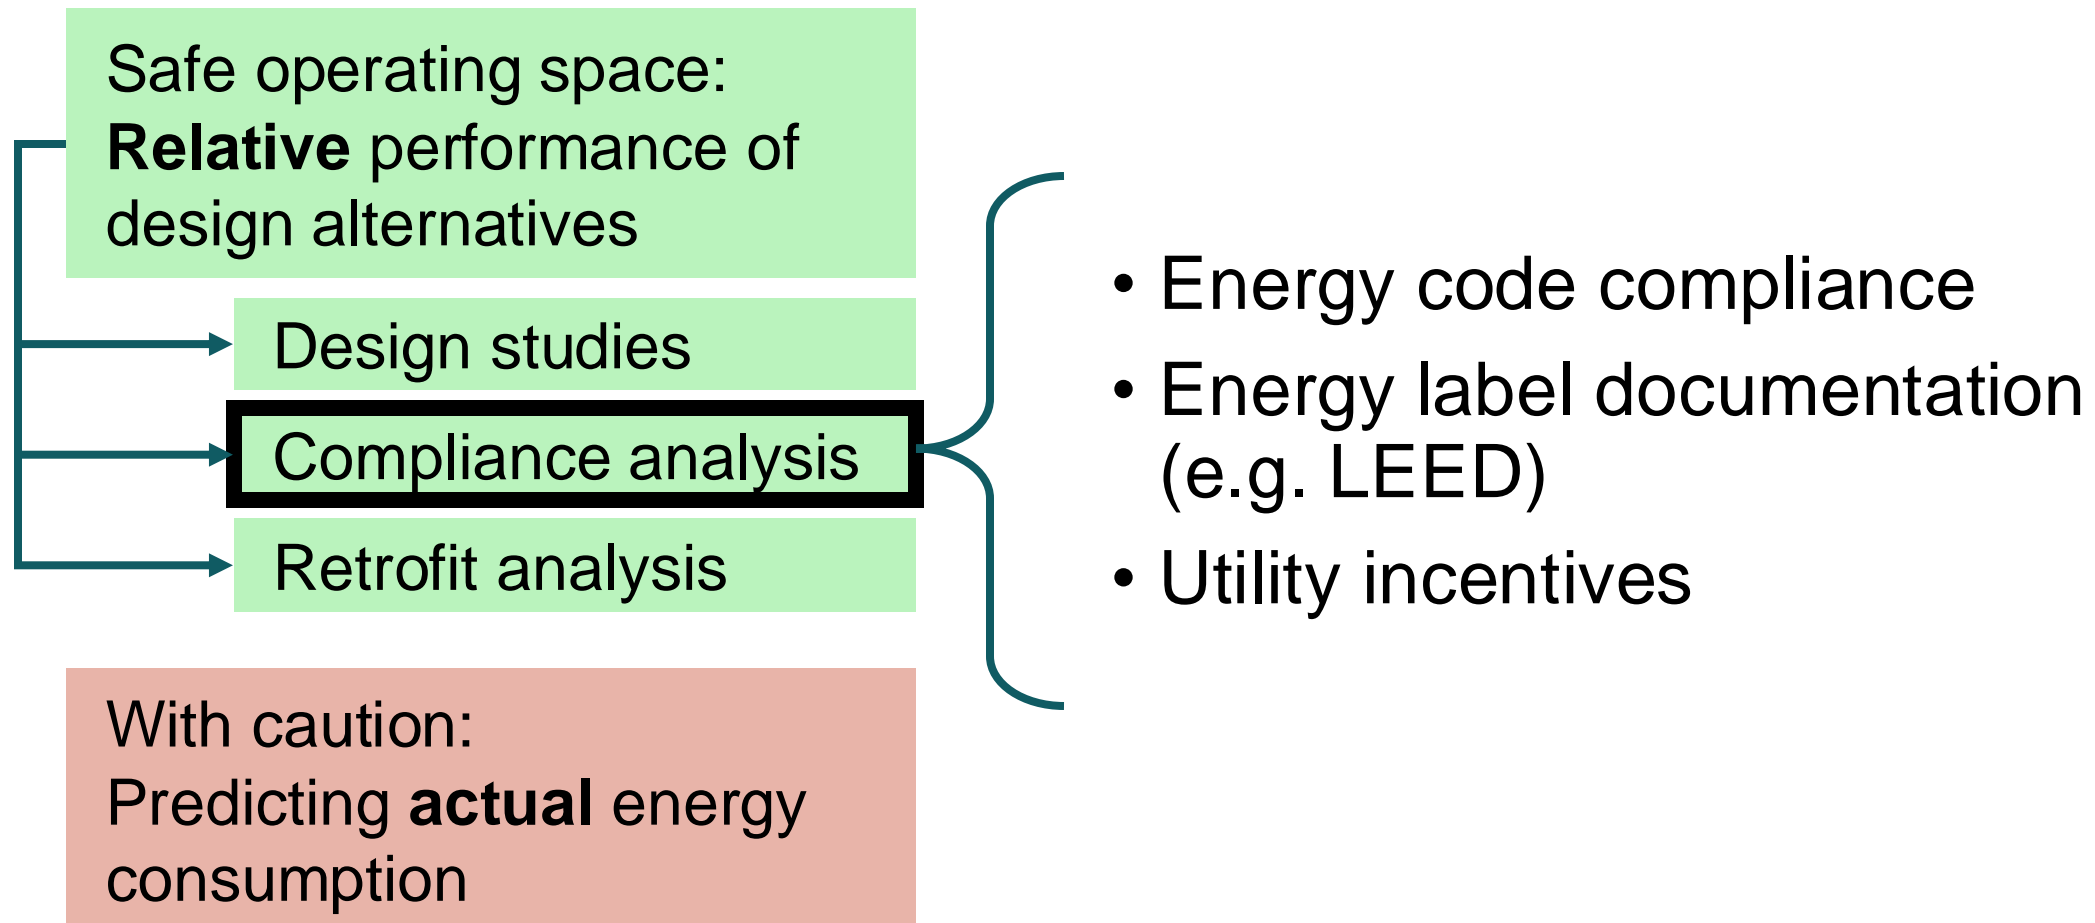 Safe operating space:
Relative performance of
design alternatives
Design studies
Compliance analysis
Retrofit analysis
With caution:
Predicting actual energy
consumption
• Energy code compliance
• Energy label documentation
(e.g. LEED)
• Utility incentives